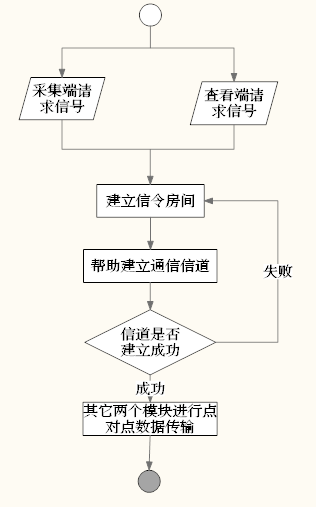 采集端请
求信号
查看端请
求信号
建立信令房间
帮助建立通信信道
失败
信道是否
建立成功
成功
其它两个模块进行点
对点数据传输